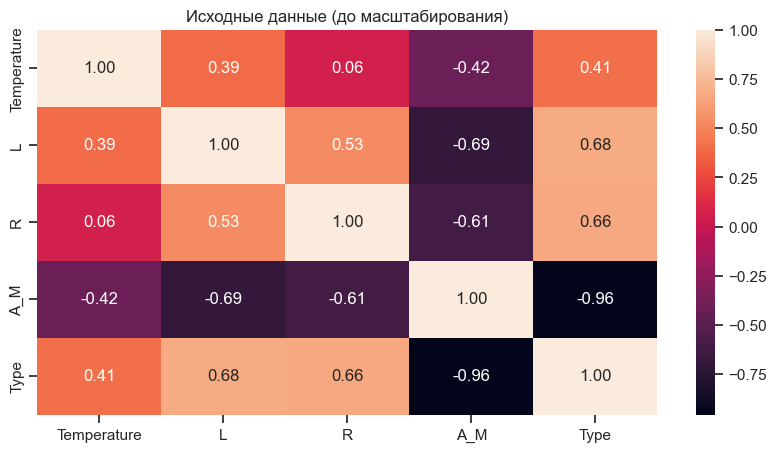 Исходные данные (до масштабирования)
Temperature 1.00 0.39 0.06 -0.42 0.41
L 0.39 1.00 0.53 -0.69 0.68
R 0.06 0.53 1.00 -0.61 0.66
A_M -0.42 -0.69 -0.61 1.00 -0.96
Type 0.41 0.68 0.66 -0.96 1.00
Temperature L R A_M Type
1.00
0.75
0.50
0.25
0.00
-0.25
-0.50
-0.75